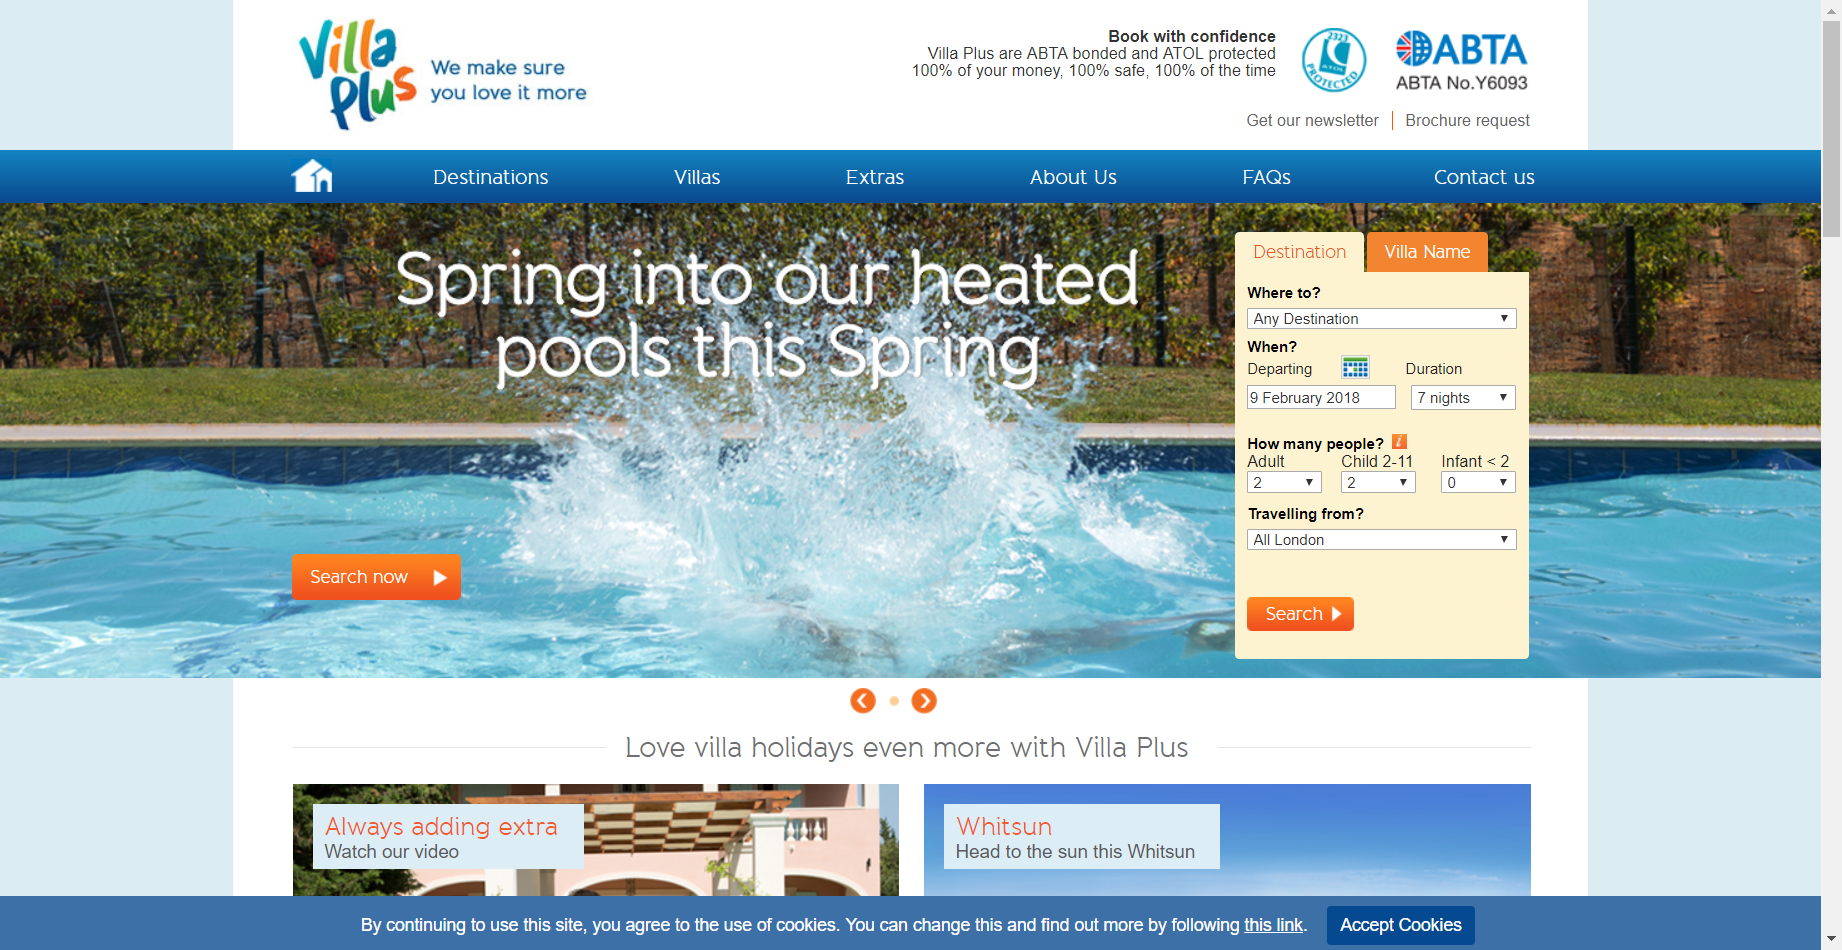 Villa Plus
We make sure
you love it more
Book with confidence
Villa Plus are ABTA bonded and ATOL protected
100% of your money, 100% safe, 100% of the time
2323
ATOL
PROTECTED
ABTA
ABTA No.Y6093
Get our newsletter
Brochure request
Destinations
Villas
Extras
About Us
FAQs
Contact us
Spring into our heated
pools this Spring
Search now
Destination
Villa Name
Where to?
Any Destination
When?
Departing
Duration
9 February 2018
7 nights
How many people? i
Adult
Child 2-11
Infant < 2
2
2
0
Travelling from?
All London
Search
Love villa holidays even more with Villa Plus
Always adding extra
Watch our video
Whitsun
Head to the sun this Whitsun
By continuing to use this site, you agree to the use of cookies. You can change this and find out more by following this link.
Accept Cookies